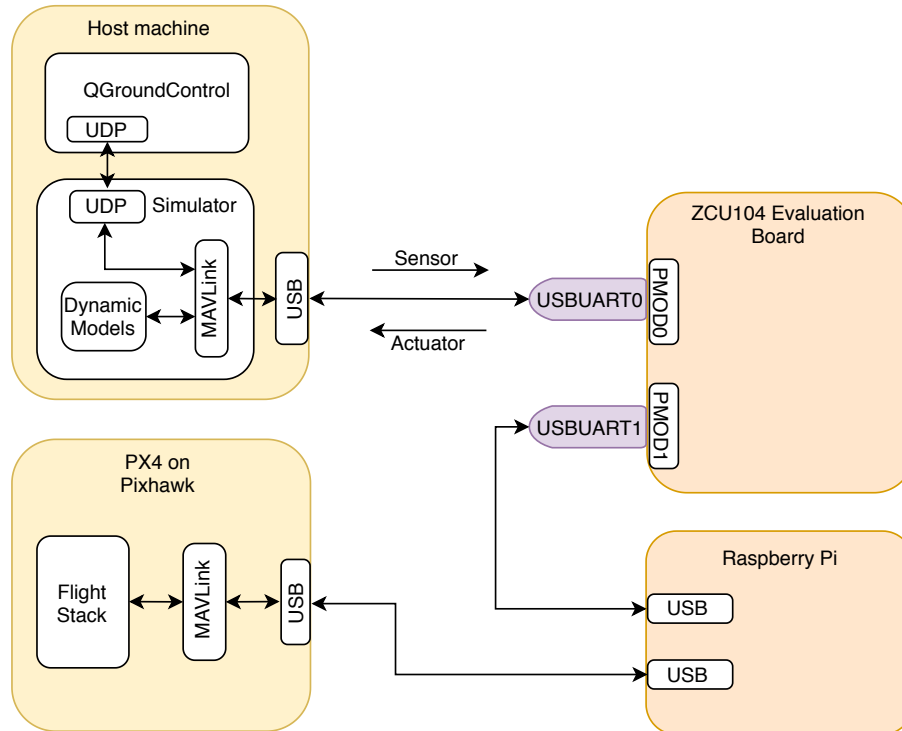 Host machine
QGroundControl
UDP
UDP
Simulator
MAVLink
Dynamic
Models
USB
Sensor
Actuator
USBUART0
PMOD0
ZCU104 Evaluation
Board
USBUART1
PMOD1
PX4 on
Pixhawk
Flight
Stack
MAVLink
USB
Raspberry Pi
USB
USB